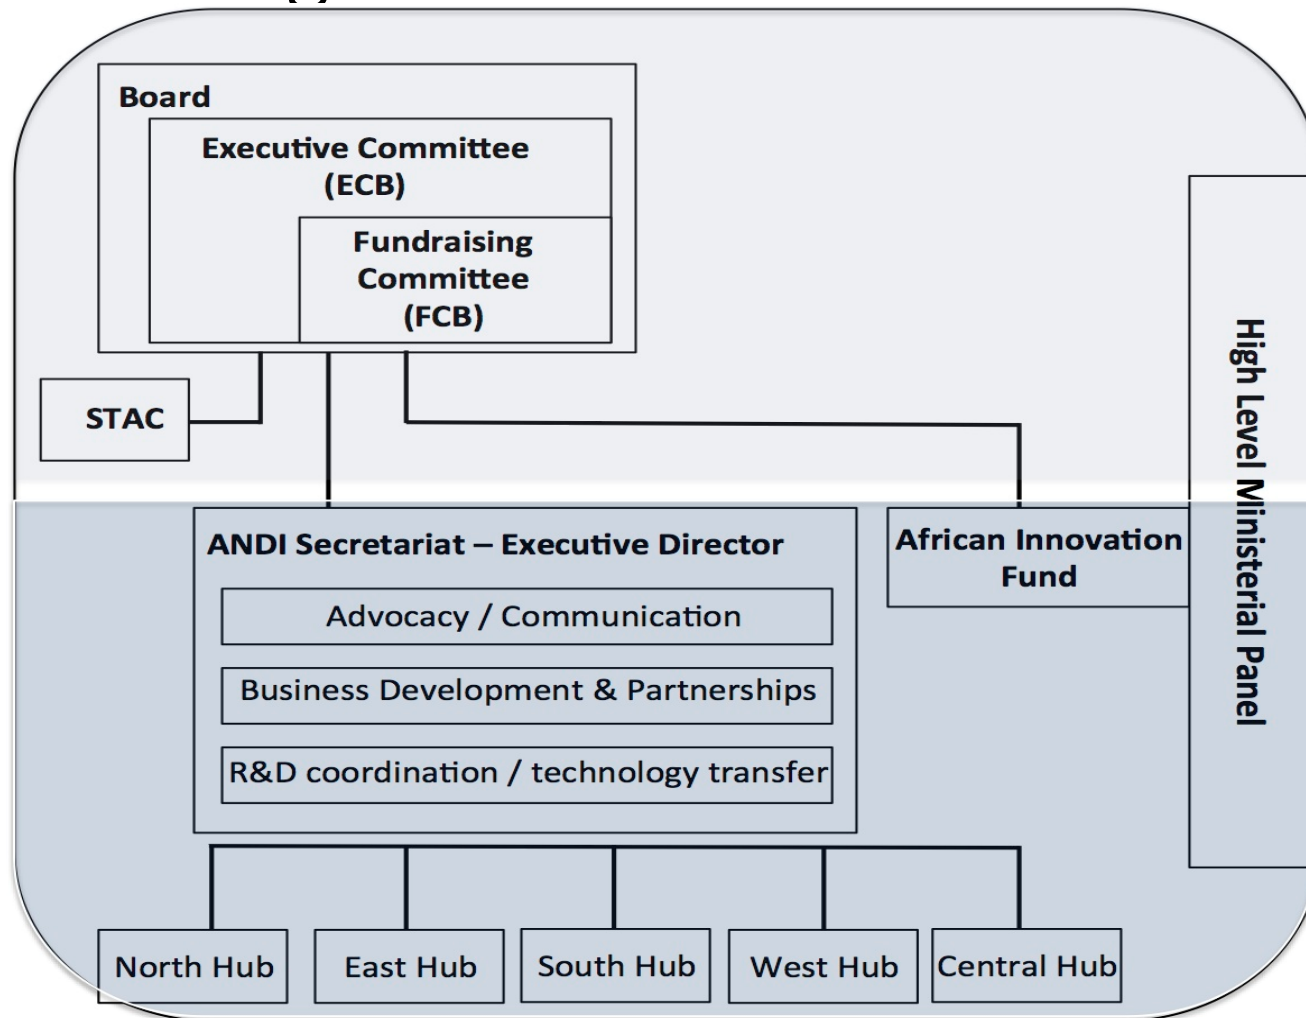 Board
Executive Committee
(ECB)
Fundraising
Committee
(FCB)
STAC
High Level Ministerial Panel
ANDI Secretariat – Executive Director
African Innovation
Fund
Advocacy / Communication
Business Development & Partnerships
R&D coordination / technology transfer
North Hub
East Hub
South Hub
West Hub
Central Hub